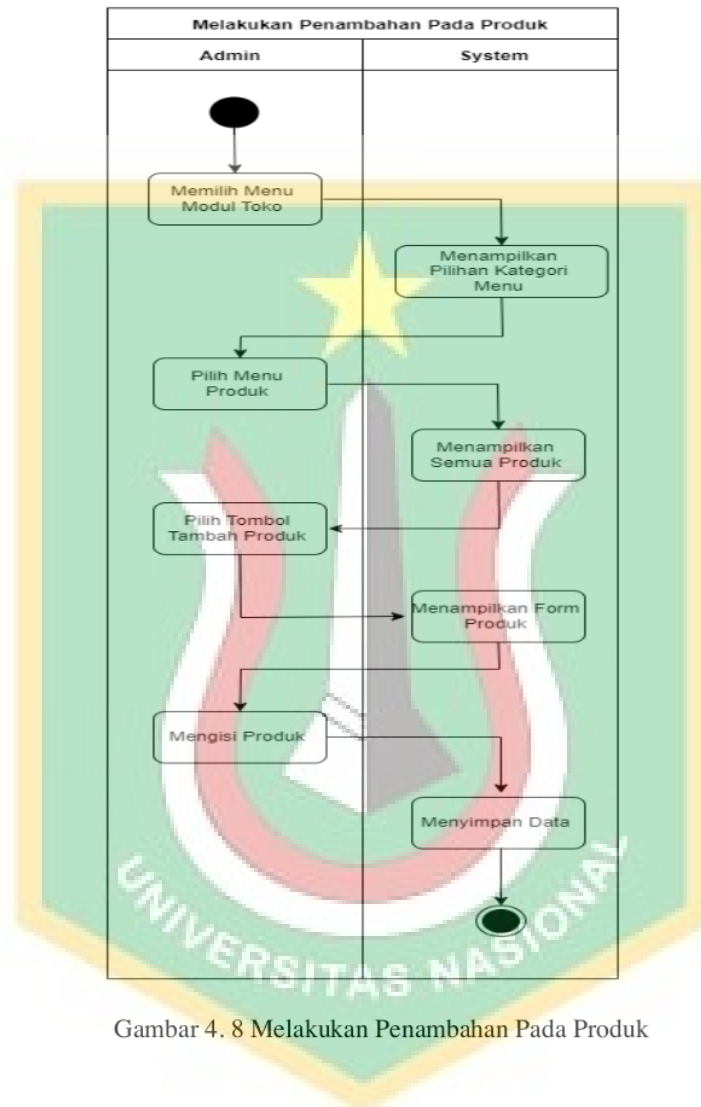 Melakukan Penambahan Pada Produk
Admin
System
Memilih Menu
Modul Toko
Menampilkan
Pilihan Kategori
Menu
Pilih Menu
Produk
Menampilkan
Semua Produk
Pilih Tombol
Tambah Produk
Menampilkan Form
Produk
Mengisi Produk
Menyimpan Data
UNIVERSITAS NASIONAL
Gambar 4. 8 Melakukan Penambahan Pada Produk